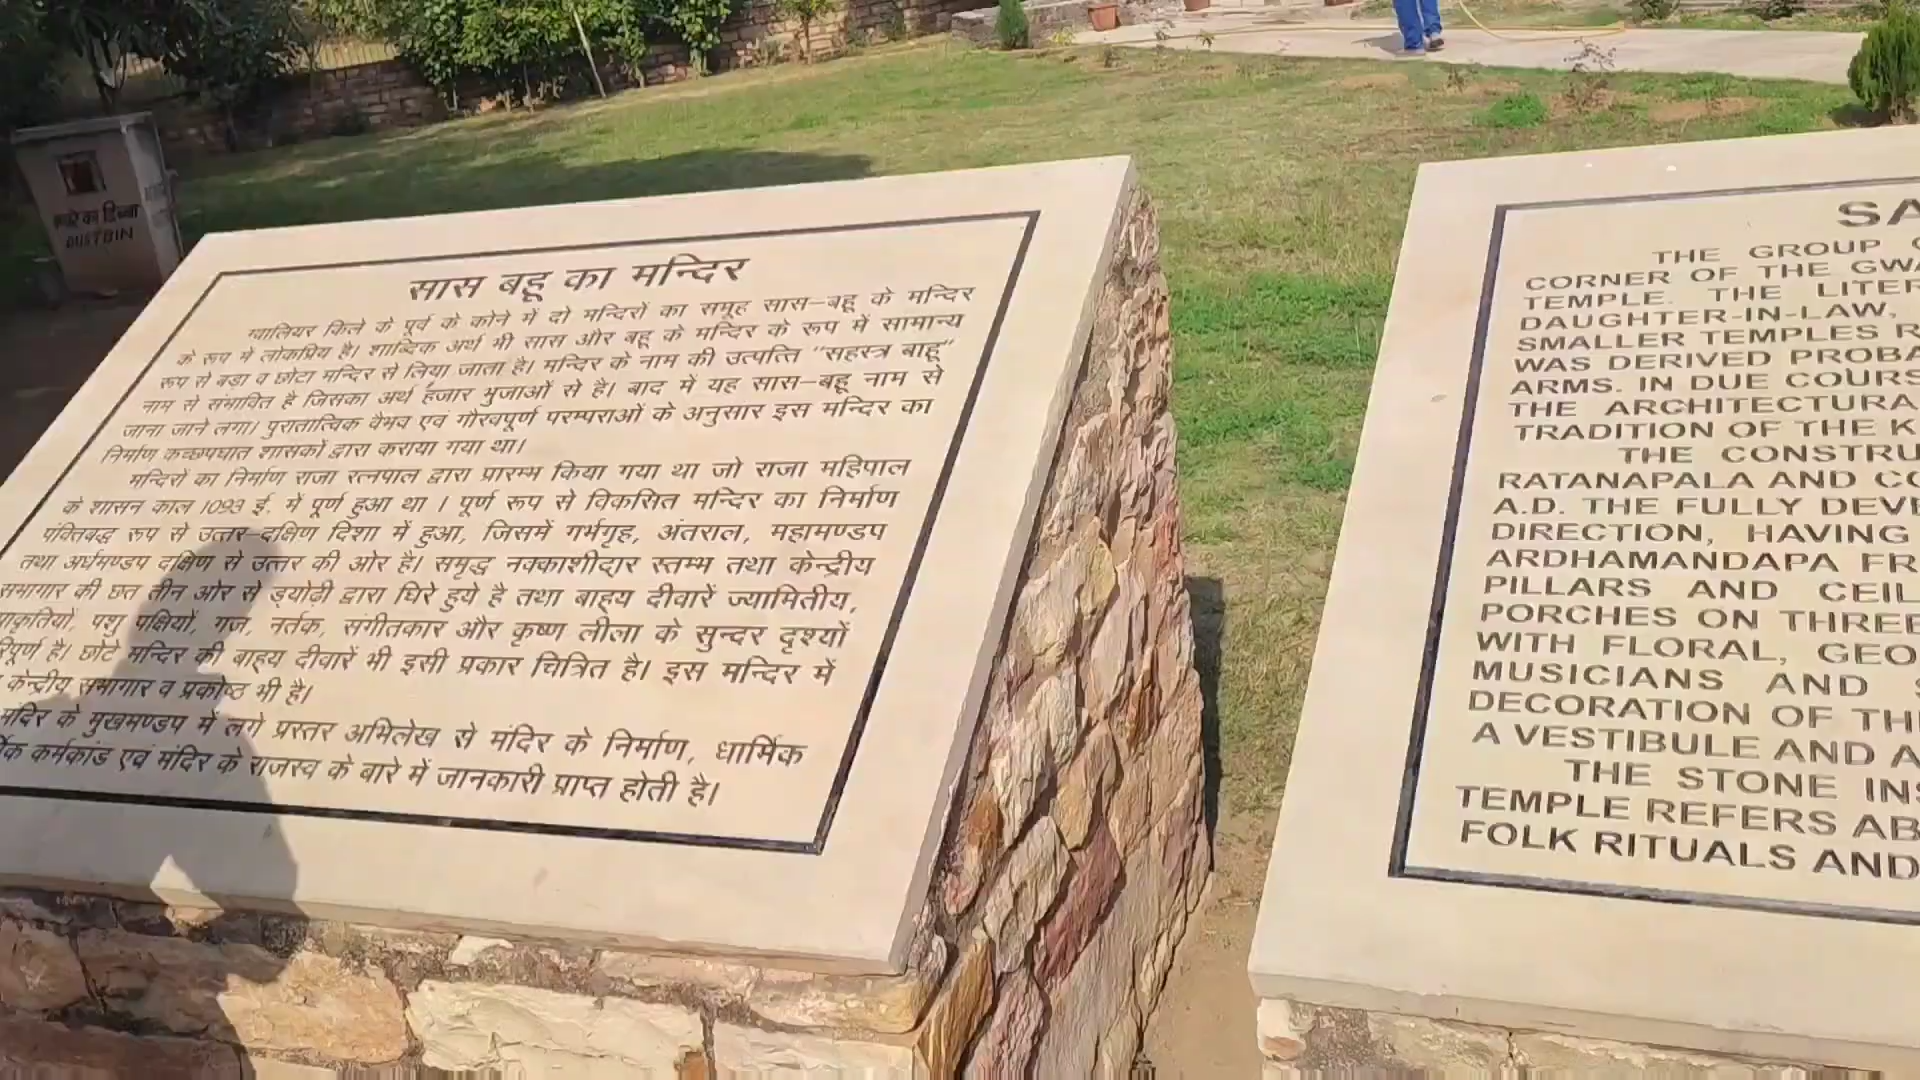 कचरे का डिब्बा
DUSTBIN
सास बहू का मन्दिर
ग्वालियर किले के पूर्व के कोने में दो मन्दिरों का समूह सास–बहू के मन्दिर
के रूप में लोकप्रिय है। शाब्दिक अर्थ भी सास और बहू के मन्दिर के रूप में सामान्य
रूप से बडा व छोटा मन्दिर से लिया जाता है। मन्दिर के नाम की उत्पत्ति "सहस्त्र बाहू"
नाम से संभावित है जिसका अर्थ हजार भुजाओं से है। बाद में यह सास–बहू नाम से
जाना जाने लगा। पुरातात्विक वैभव एवं गौरवपूर्ण परम्पराओं के अनुसार इस मन्दिर का
निर्माण कच्छपघात शासकों द्वारा कराया गया था।
मन्दिरों का निर्माण राजा रत्नपाल द्वारा प्रारम्भ किया गया था जो राजा महिपाल
के शासन काल 1093 ई. में पूर्ण हुआ था । पूर्ण रूप से विकसित मन्दिर का निर्माण
पंक्तिबद्ध रूप से उत्तर–दक्षिण दिशा में हुआ, जिसमें गर्भगृह, अंतराल, महामण्डप
तथा अर्धमण्डप दक्षिण से उत्तर की ओर है। समृद्ध नक्काशीदार स्तम्भ तथा केन्द्रीय
सभागार की छत तीन ओर से ड्योढ़ी द्वारा घिरे हुये है तथा बाह्य दीवारें ज्यामितीय,
पशु पक्षियों, गज, नर्तक, संगीतकार और कृष्ण लीला के सुन्दर दृश्यों
है। छोटे मन्दिर की बाह्य दीवारें भी इसी प्रकार चित्रित है। इस मन्दिर में
केन्द्रीय सभागार व प्रकोष्ठ भी है।
मंदिर के मुखमण्डप में लगे प्रस्तर अभिलेख से मंदिर के निर्माण, धार्मिक
कर्मकांड एवं मंदिर के राजस्व के बारे में जानकारी प्राप्त होती है।
SA
THE GROUP
CORNER OF THE GWA
TEMPLE. THE LITER
DAUGHTER-IN-LAW,
SMALLER TEMPLES R
WAS DERIVED PROBA
ARMS. IN DUE COURS
THE ARCHITECTURA
TRADITION OF THE K
THE CONSTRU
RATANAPALA AND CO
A.D. THE FULLY DEVE
DIRECTION, HAVING
ARDHAMANDAPA FR
PILLARS AND CEIL
PORCHES ON THREE
WITH FLORAL, GEO
MUSICIANS AND
DECORATION OF TH
A VESTIBULE AND A
THE STONE INS
TEMPLE REFERS AB
FOLK RITUALS AND